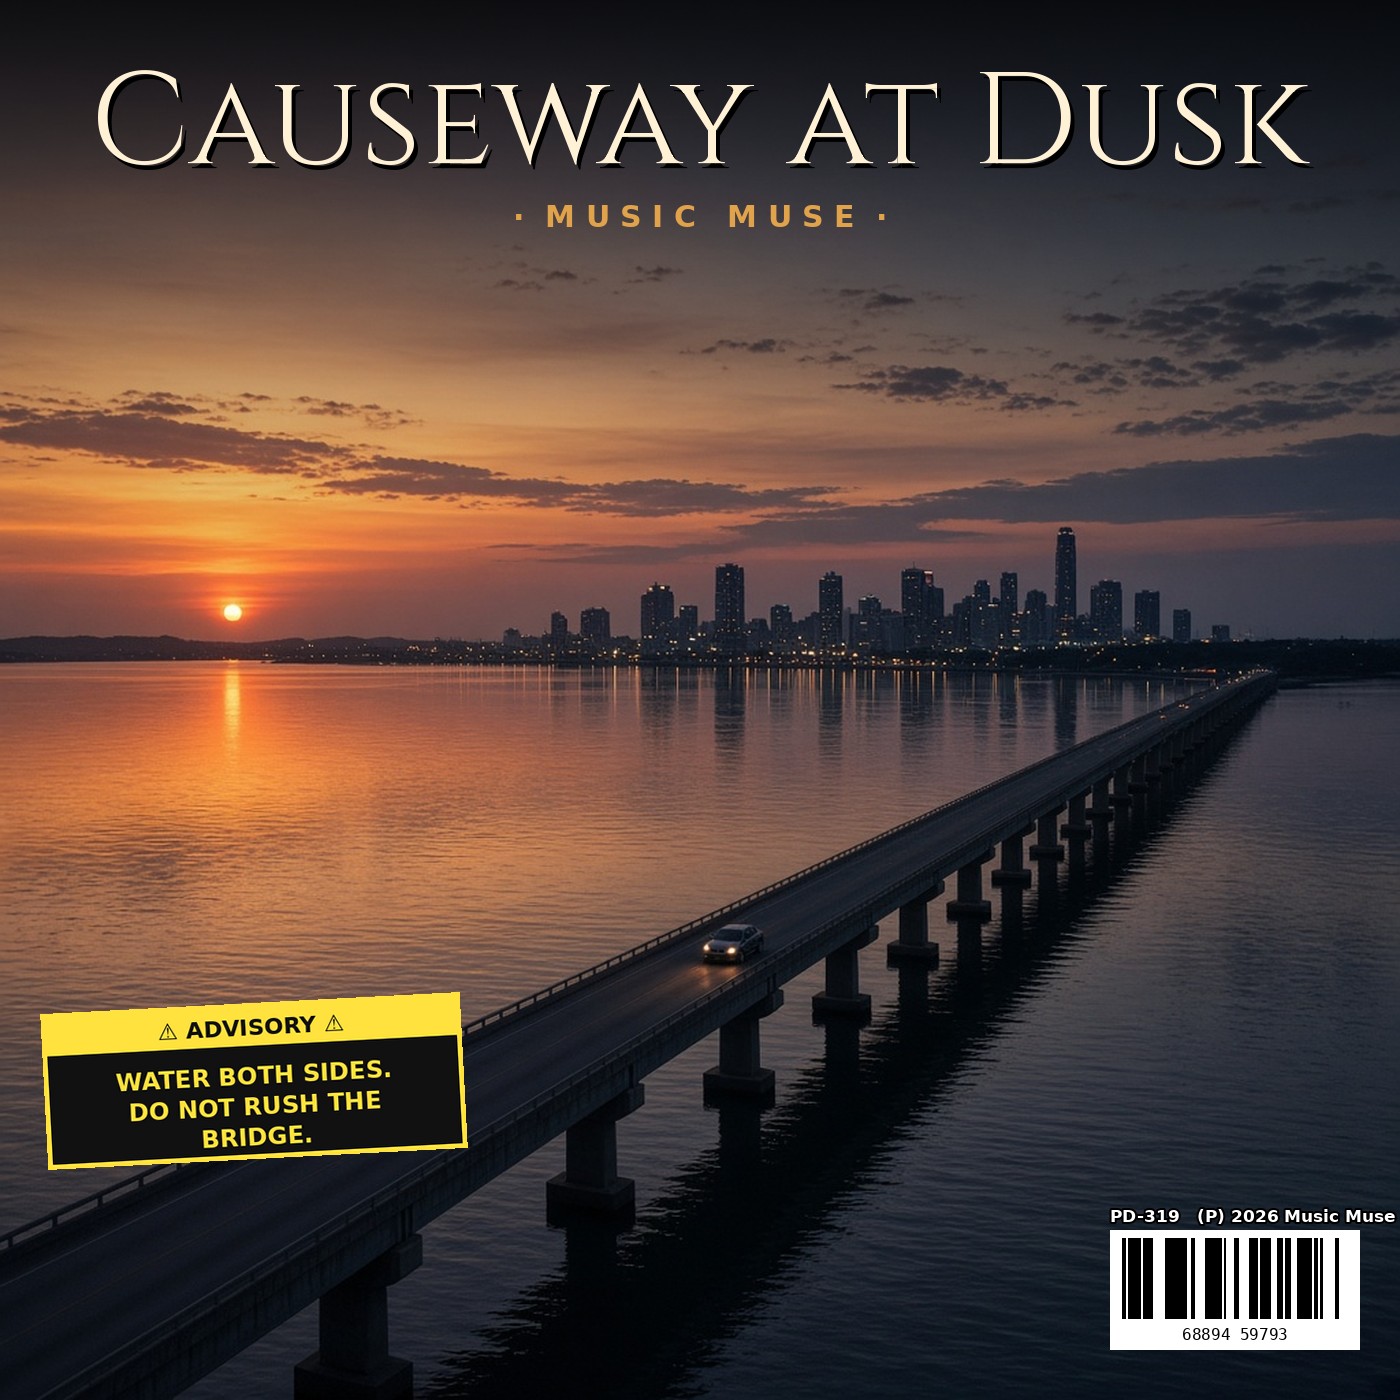 CAUSEWAY AT DUSK
· MUSIC MUSE ·
⚠ ADVISORY ⚠
WATER BOTH SIDES.
DO NOT RUSH THE
BRIDGE.
PD-319 (P) 2026 Music Muse
68894 59793